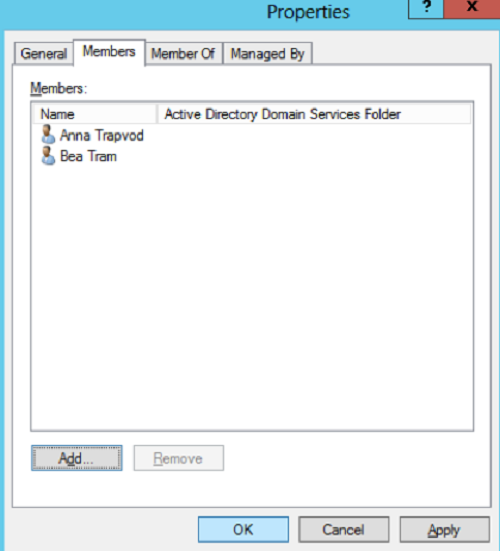 Properties
? x
General Members Member Of Managed By
Members:
Name Active Directory Domain Services Folder
Anna Trapvod
Bea Tram
Add... Remove
OK Cancel Apply